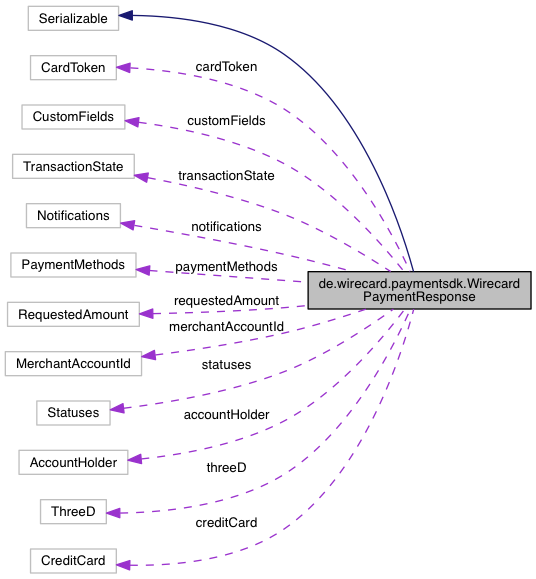 Serializable
CardToken
cardToken
CustomFields
customFields
TransactionState
transactionState
Notifications
notifications
PaymentMethods
paymentMethods
de.wirecard.paymentsdk.Wirecard
PaymentResponse
RequestedAmount
requestedAmount
merchantAccountId
MerchantAccountId
statuses
Statuses
accountHolder
AccountHolder
threeD
ThreeD
creditCard
CreditCard